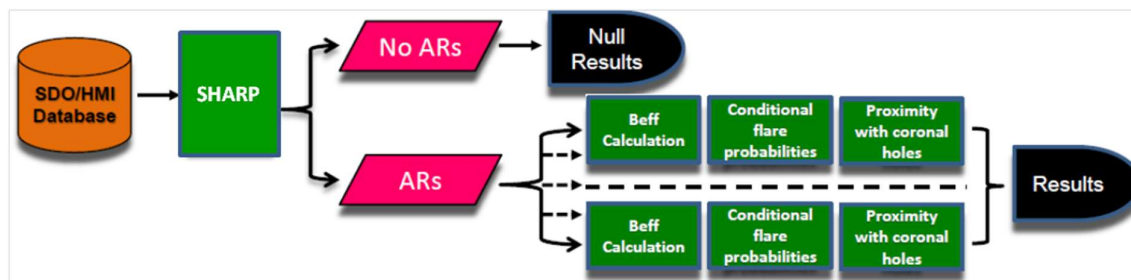 SDO/HMI
Database
SHARP
No ARs
Null
Results
ARs
Beff
Calculation
Conditional
flare
probabilities
Proximity
with coronal
holes
Beff
Calculation
Conditional
flare
probabilities
Proximity
with coronal
holes
Results